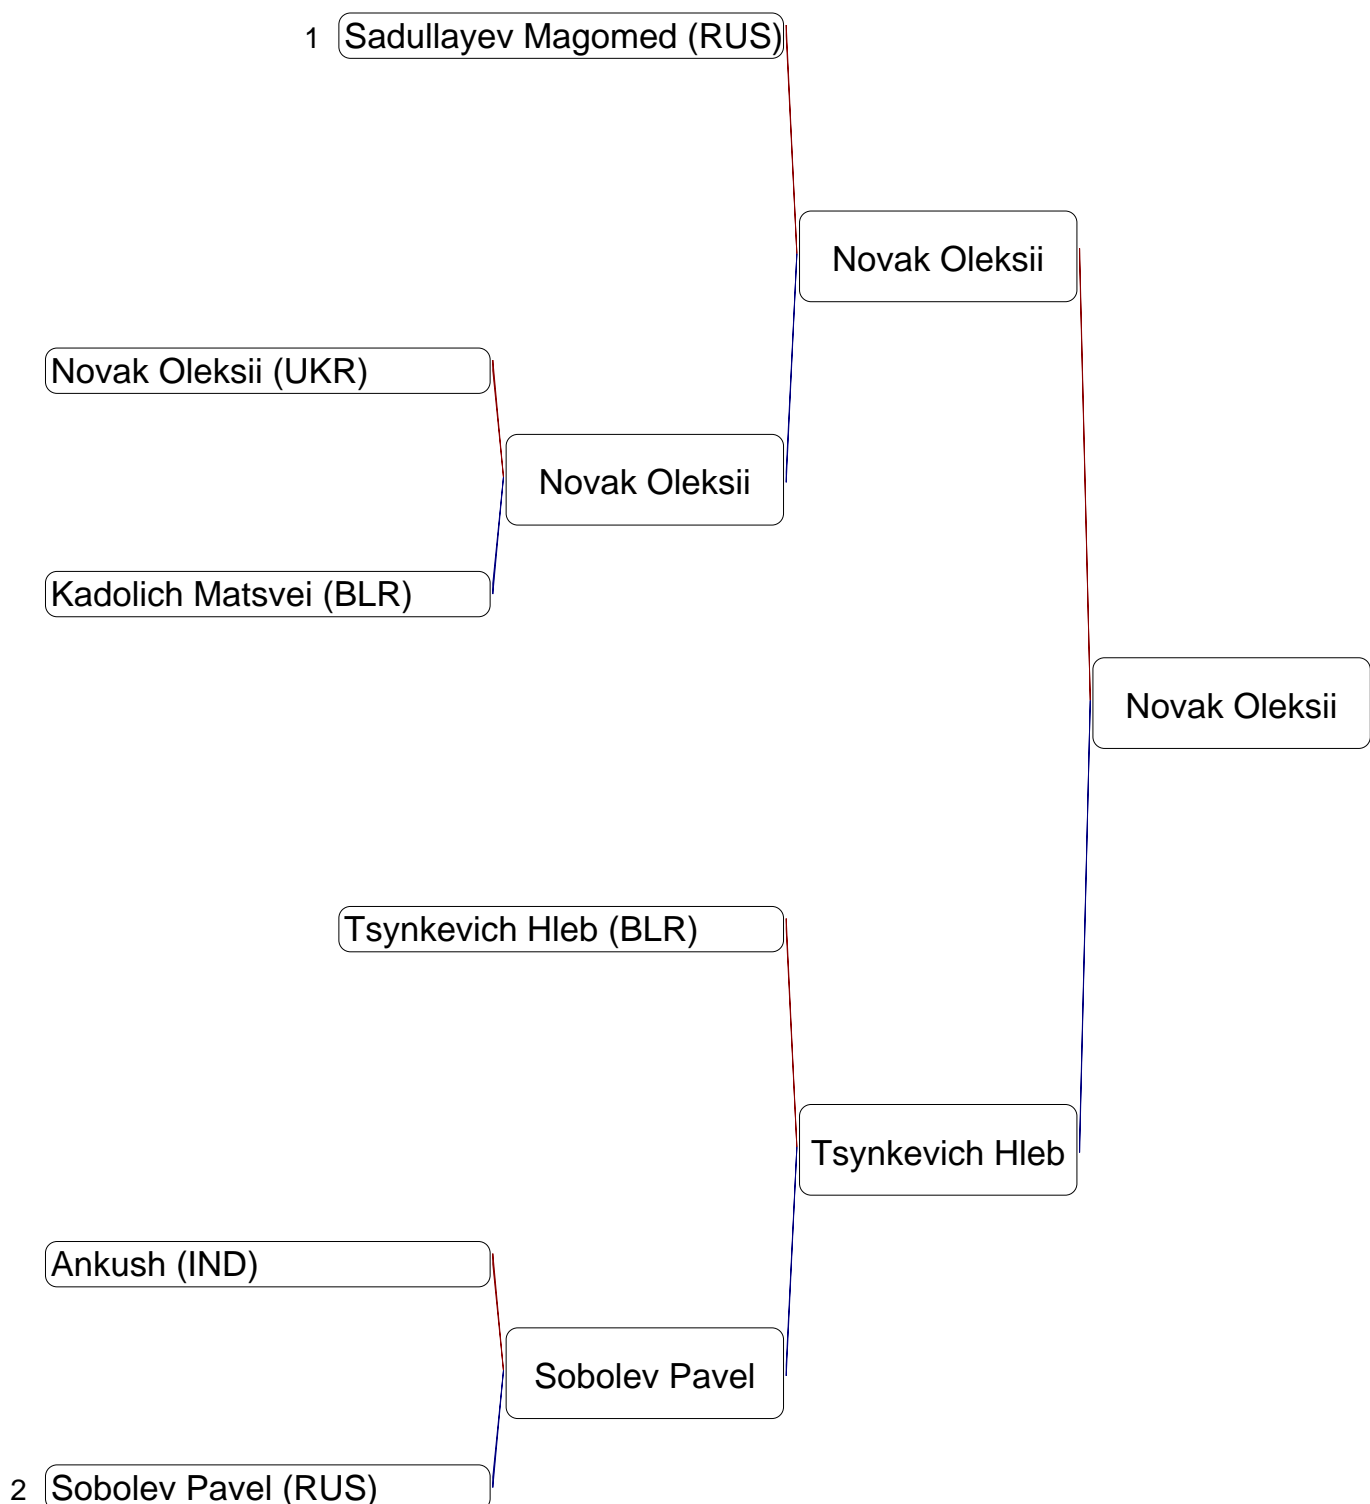 1 Sadullayev Magomed (RUS)
Novak Oleksii
Novak Oleksii (UKR)
Novak Oleksii
Kadolich Matsvei (BLR)
Novak Oleksii
Tsynkevich Hleb (BLR)
Tsynkevich Hleb
Ankush (IND)
Sobolev Pavel
2 Sobolev Pavel (RUS)